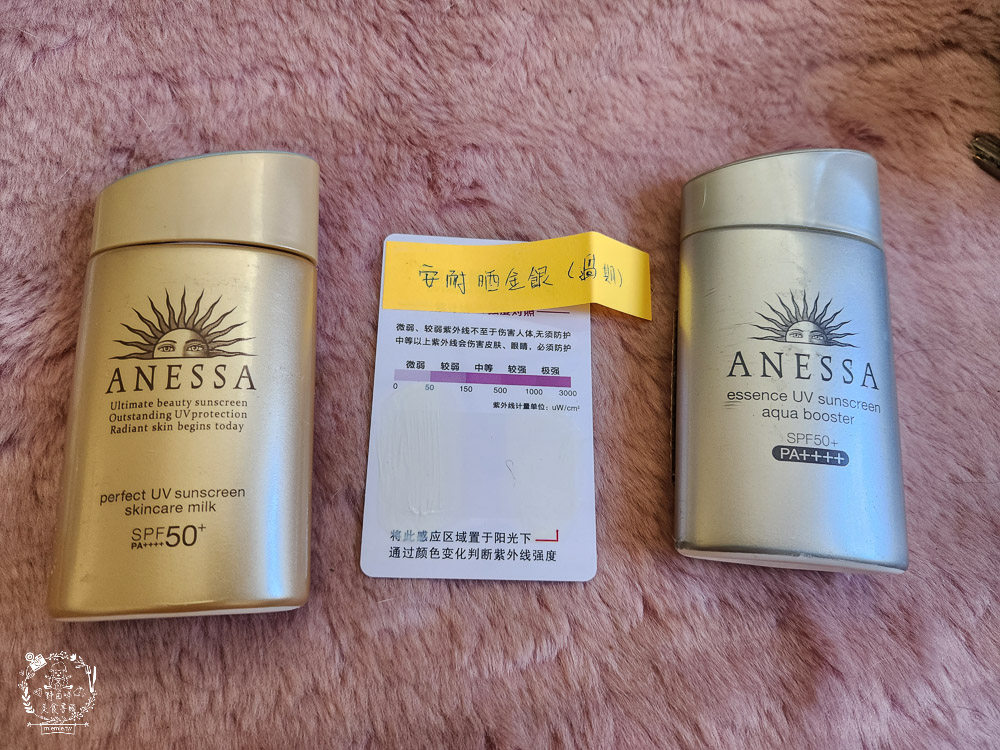 ANESSA
Ultimate beauty sunscreen
Outstanding UV protection
Radiant skin begins today
perfect UV sunscreen
skincare milk
SPF50+
PA++++
安耐晒金銀(過期)
微弱、较弱紫外线不至于伤害人体,无须防护
中等以上紫外线会伤害皮肤、眼睛,必须防护
微弱 较弱 中等 较强 极强
0 50 150 500 1000 3000
紫外线计量单位: uW/cm²
将此感应区域置于阳光下
通过颜色变化判断紫外线强度
ANESSA
essence UV sunscreen
aqua booster
SPF50+
PA++++